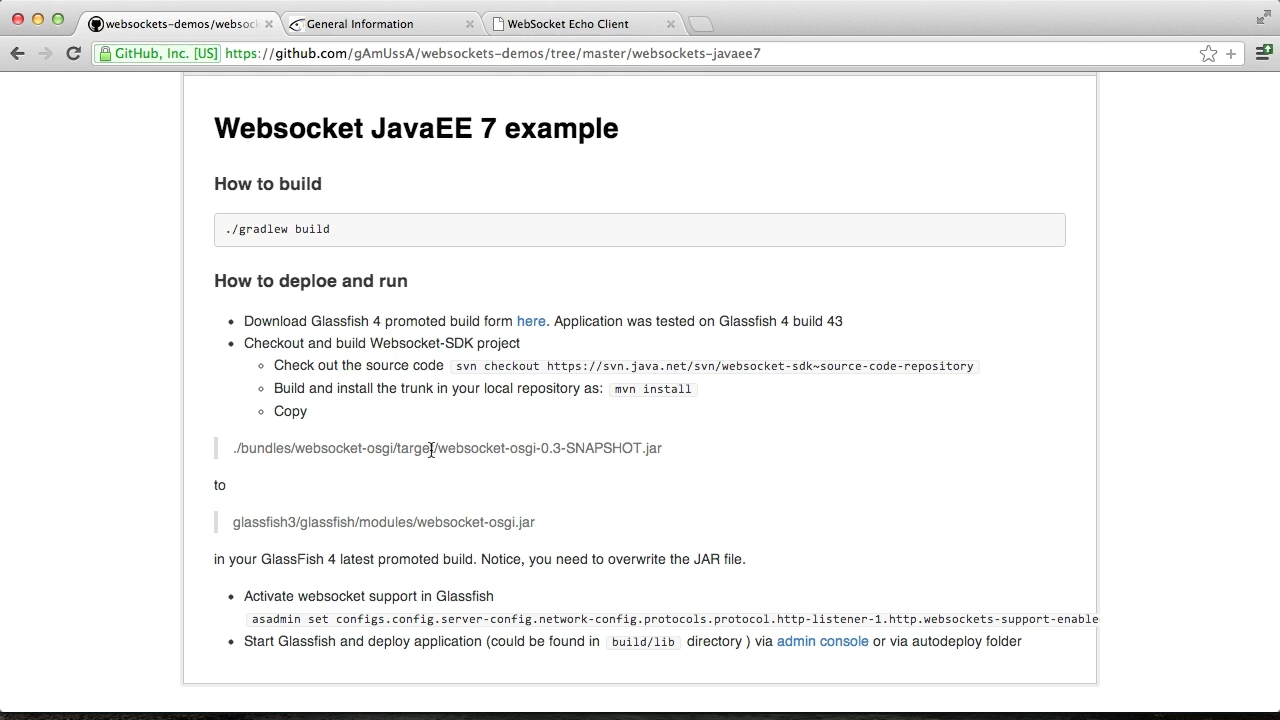 websockets-demos/websock
General Information
WebSocket Echo Client
GitHub, Inc. [US] https://github.com/gAmUssA/websockets-demos/tree/master/websockets-javaee7
Websocket JavaEE 7 example
How to build
./gradlew build
How to deploe and run
Download Glassfish 4 promoted build form here. Application was tested on Glassfish 4 build 43
Checkout and build Websocket-SDK project
Check out the source code svn checkout https://svn.java.net/svn/websocket-sdk~source-code-repository
Build and install the trunk in your local repository as: mvn install
Copy
./bundles/websocket-osgi/target/websocket-osgi-0.3-SNAPSHOT.jar
to
glassfish3/glassfish/modules/websocket-osgi.jar
in your GlassFish 4 latest promoted build. Notice, you need to overwrite the JAR file.
Activate websocket support in Glassfish
asadmin set configs.config.server-config.network-config.protocols.protocol.http-listener-1.http.websockets-support-enable
Start Glassfish and deploy application (could be found in build/lib directory ) via admin console or via autodeploy folder